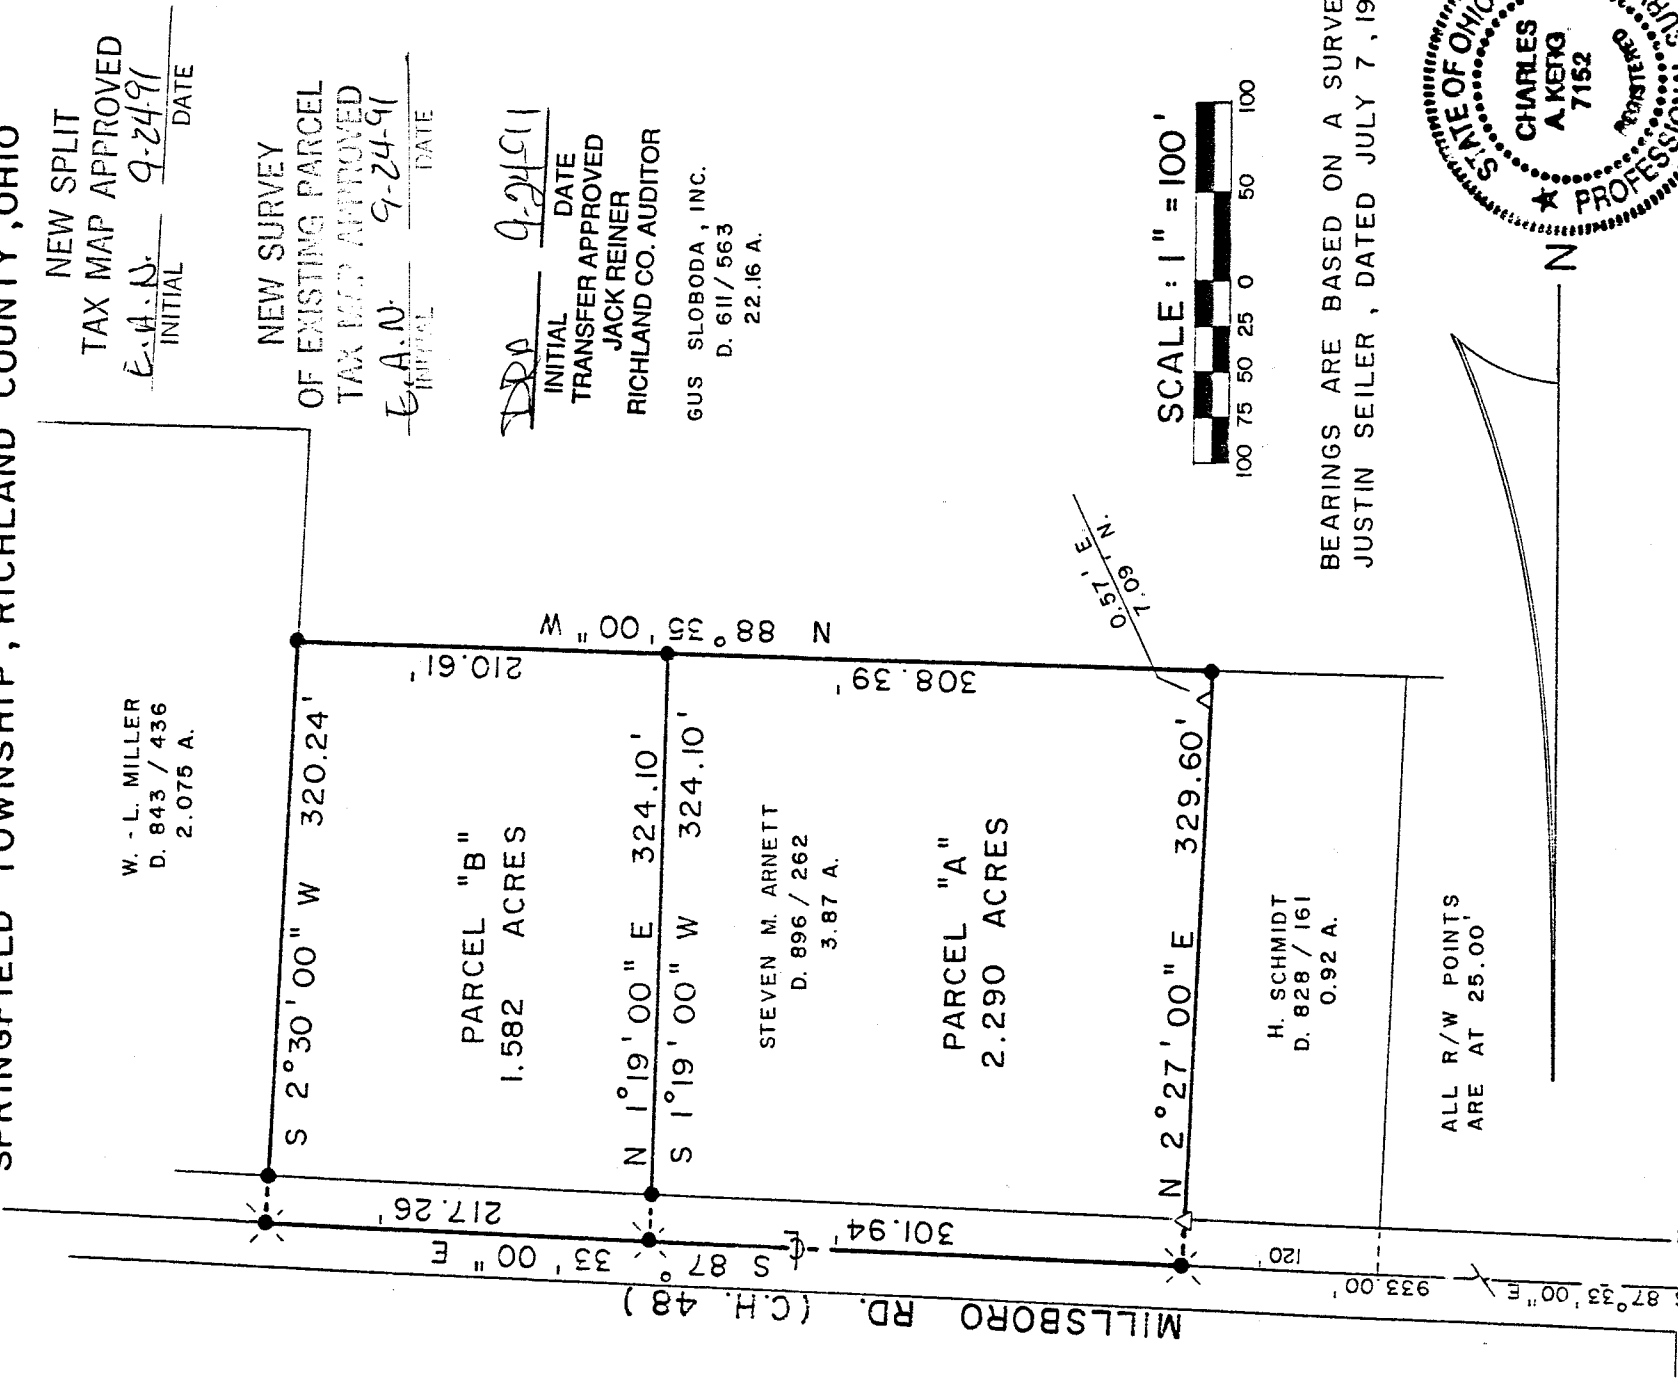 SPRINGFIELD TOWNSHIP, RICHLAND COUNTY, OHIO
NEW SPLIT
TAX MAP APPROVED
E.A.N. 9-24-91
INITIAL DATE
NEW SURVEY
OF EXISTING PARCEL
TAX MAP APPROVED
E.A.N 9-24-91
INITIAL DATE
9-24-91
INITIAL DATE
TRANSFER APPROVED
JACK REINER
RICHLAND CO. AUDITOR
GUS SLOBODA, INC.
D. 611/563
22.16 A.
W. - L. MILLER
D. 843 / 436
2.075 A.
S 2°30'00" W 320.24'
PARCEL "B"
1.582 ACRES
N 1°19'00" E 324.10'
S 1°19'00" W 324.10'
STEVEN M. ARNETT
D. 896 / 262
3.87 A.
PARCEL "A"
2.290 ACRES
N 2°27'00" E 329.60'
H. SCHMIDT
D. 828 / 161
0.92 A.
ALL R/W POINTS
ARE AT 25.00'
N 88° 35' 00" W
210.61'
308.39'
0.57' E
7.09' N.
217.26'
301.94'
S 87° 33' 00" E
120'
933.00'
87°33'00"E
MILLSBORO RD. (C.H. 48)
SCALE: 1" = 100'
100 75 50 25 0 50 100
BEARINGS ARE BASED ON A SURVE
JUSTIN SEILER, DATED JULY 7, 19
N
STATE OF OHIO
CHARLES
A. KERG
7152
REGISTERED
★ PROFESSIONAL SUR